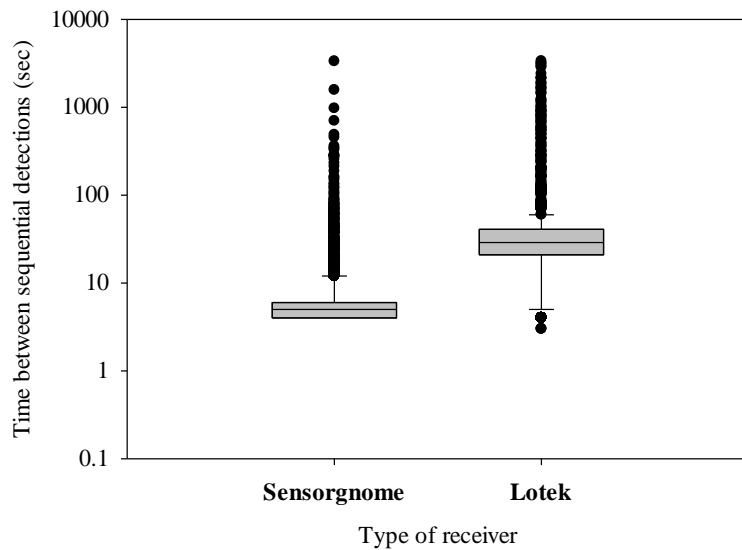 Time between sequential detections (sec)
10000
1000
100
10
1
0.1
Sensorgnome
Lotek
Type of receiver